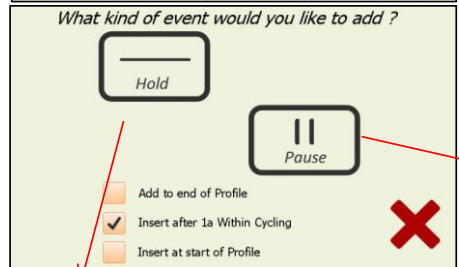 What kind of event would you like to add ?
Hold
Pause
Add to end of Profile
Insert after 1a Within Cycling
Insert at start of Profile